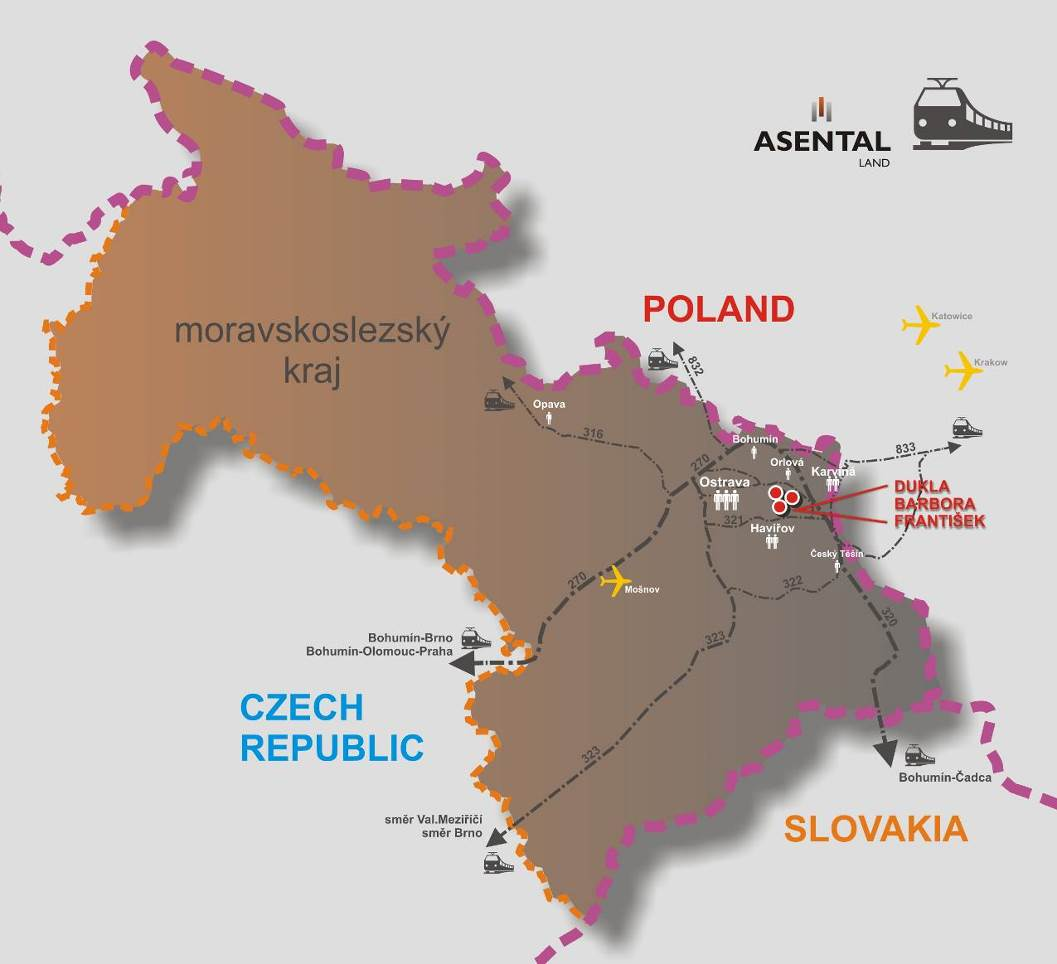 ASENTAL
LAND
POLAND
Katowice
Krakow
moravskoslezský
kraj
832
Opava
316
Bohumín
833
270
Orlová
Karviná
Ostrava
DUKLA
BARBORA
FRANTIŠEK
321
Havířov
Český Těšín
270
Mošnov
322
320
323
Bohumín-Brno
Bohumín-Olomouc-Praha
CZECH
REPUBLIC
323
Bohumín-Čadca
směr Val.Meziříčí
směr Brno
SLOVAKIA